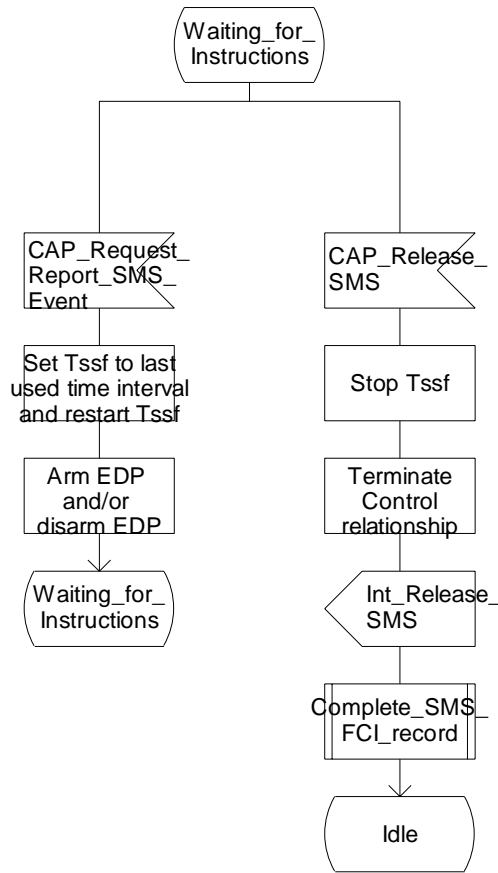 Waiting_for_
Instructions
CAP_Request_
Report_SMS_
Event
Set Tssf to last
used time interval
and restart Tssf
Arm EDP
and/or
disarm EDP
Waiting_for_
Instructions
CAP_Release_
SMS
Stop Tssf
Terminate
Control
relationship
Int_Release_
SMS
Complete_SMS_
FCI_record
Idle